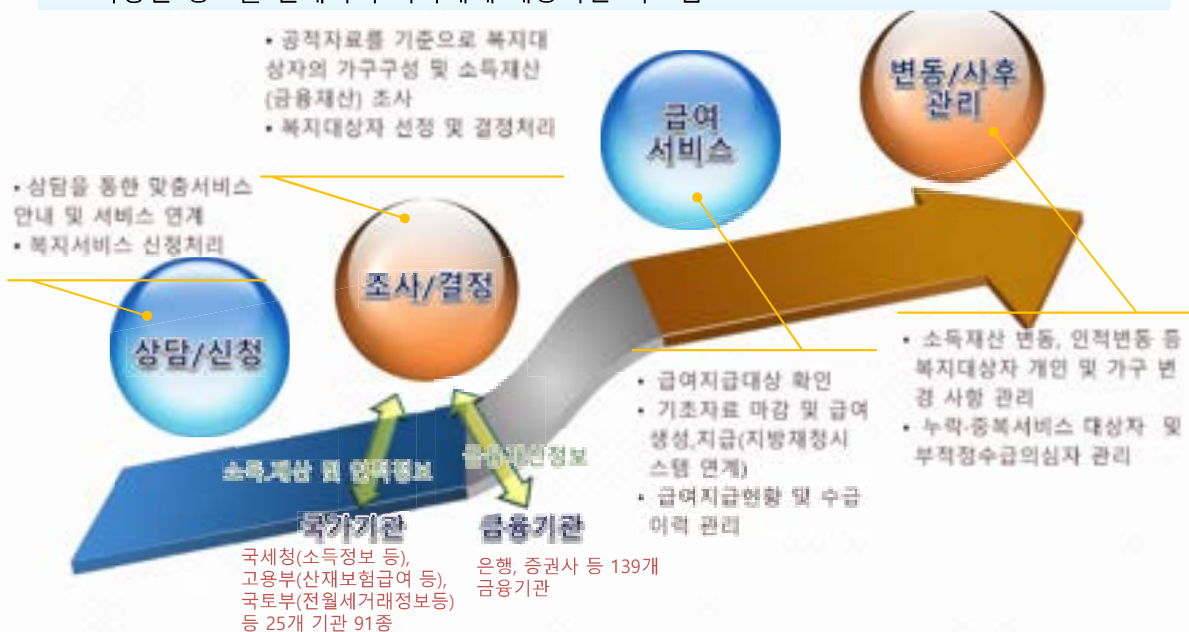 • 공적자료를 기준으로 복지대
상자의 가구구성 및 소득재산
(금융재산) 조사
• 복지대상자 선정 및 결정처리
• 상담을 통한 맞춤서비스
안내 및 서비스 연계
• 복지서비스 신청처리
상담/신청
조사/결정
급여
서비스
변동/사후
관리
소득,재산 및 인적정보
금융재산정보
국가기관
국세청(소득정보 등),
고용부(산재보험급여 등),
국토부(전월세거래정보등)
등 25개 기관 91종
금융기관
은행, 증권사 등 139개
금융기관
• 급여지급대상 확인
• 기초자료 마감 및 급여
생성,지급(지방재정시
스템 연계)
• 급여지급현황 및 수급
이력 관리
• 소득재산 변동, 인적변동 등
복지대상자 개인 및 가구 변
경 사항 관리
• 누락·중복서비스 대상자 및
부적정수급의심자 관리